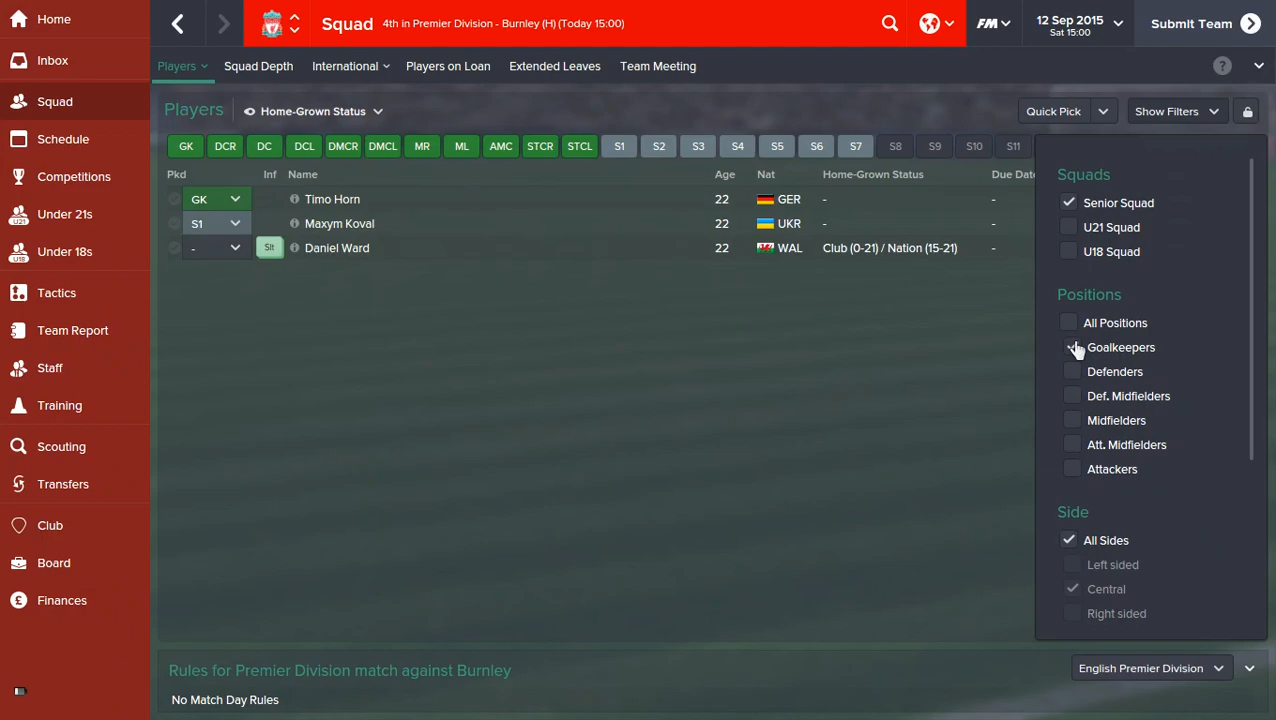 Home
Inbox
Squad
Schedule
Competitions
U21 Under 21s
U18 Under 18s
Tactics
Team Report
Staff
Training
Scouting
Transfers
Club
Board
£ Finances
Squad 4th in Premier Division - Burnley (H) (Today 15:00)
FM
12 Sep 2015
Sat 15:00
Submit Team
Players Squad Depth International Players on Loan Extended Leaves Team Meeting ?
Players Home-Grown Status Quick Pick Show Filters
GK DCR DC DCL DMCR DMCL MR ML AMC STCR STCL S1 S2 S3 S4 S5 S6 S7 S8 S9 S10 S11
Pkd Inf Name Age Nat Home-Grown Status Due Date
GK i Timo Horn 22 GER - -
S1 i Maxym Koval 22 UKR - -
- Slt i Daniel Ward 22 WAL Club (0-21) / Nation (15-21) -
Squads
Senior Squad
U21 Squad
U18 Squad
Positions
All Positions
Goalkeepers
Defenders
Def. Midfielders
Midfielders
Att. Midfielders
Attackers
Side
All Sides
Left sided
Central
Right sided
Rules for Premier Division match against Burnley English Premier Division
No Match Day Rules